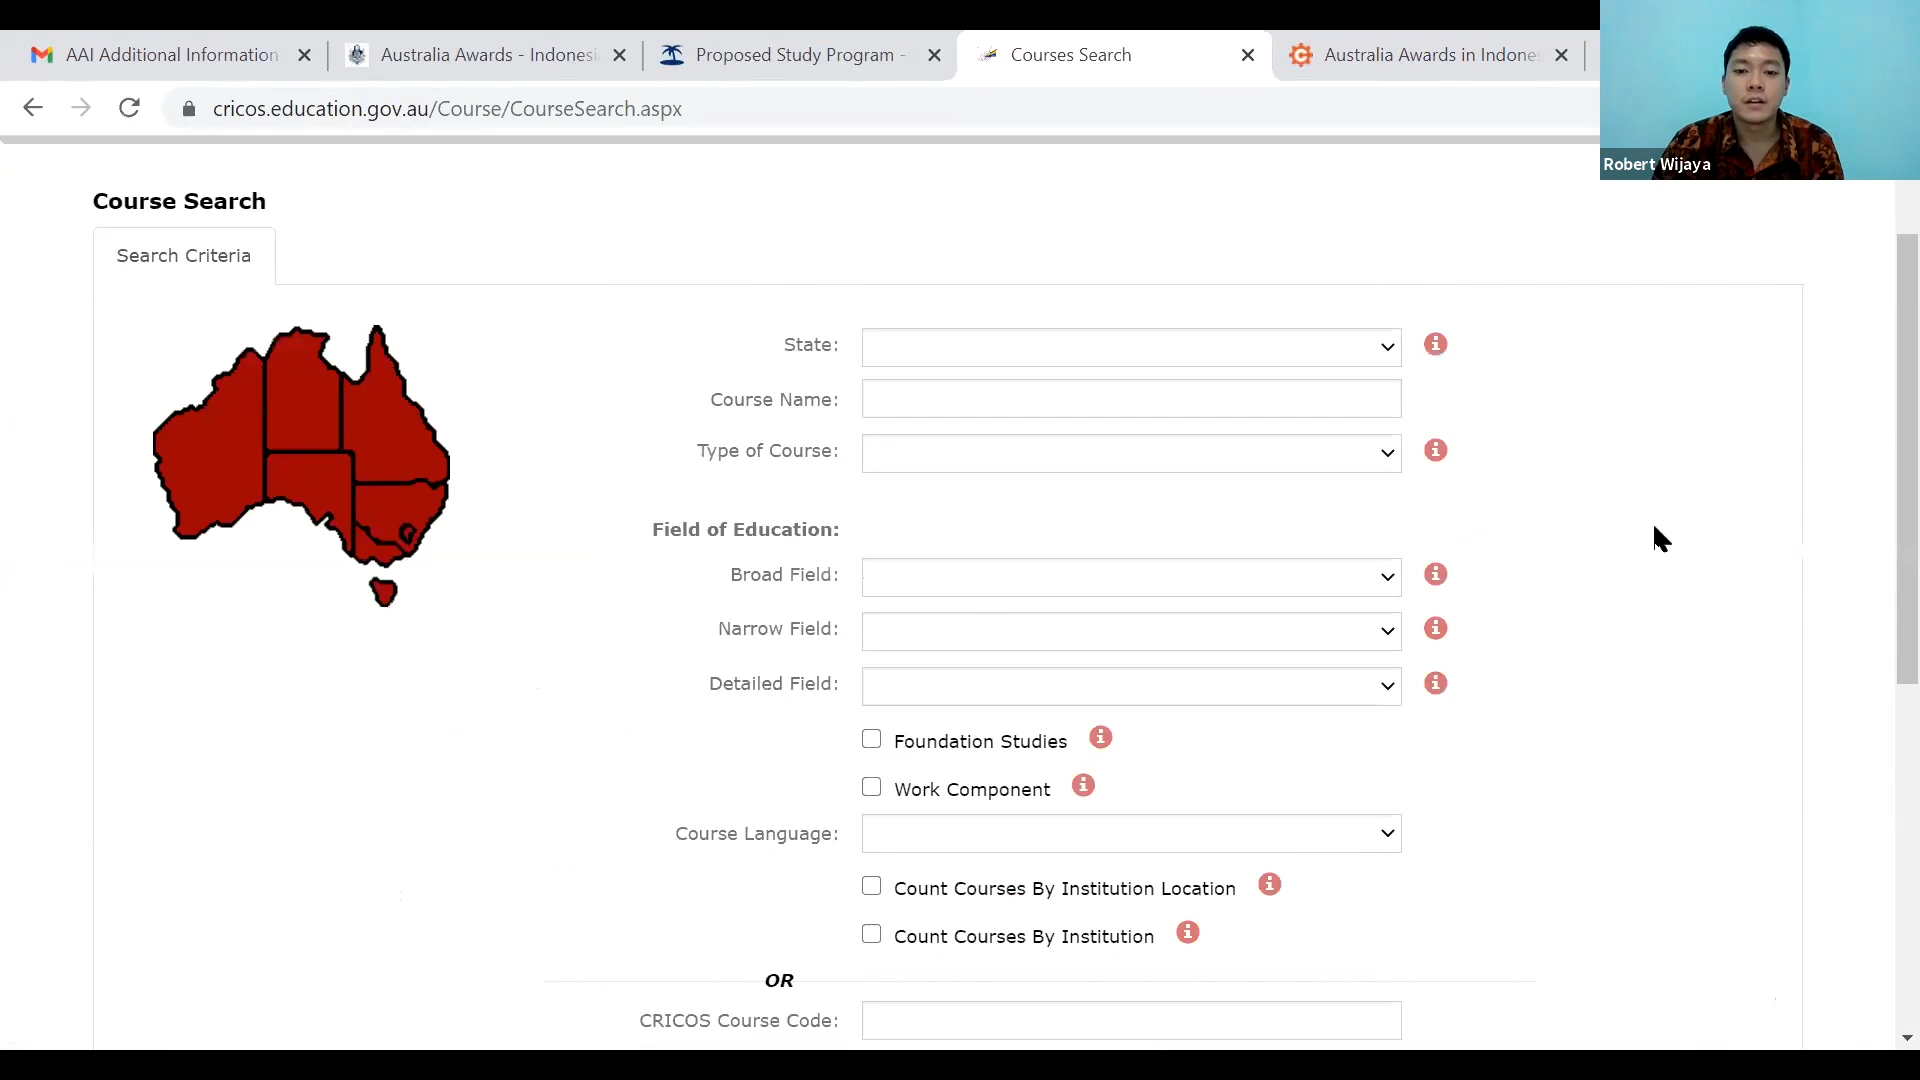 AAI Additional Information
Australia Awards - Indonesi
Proposed Study Program -
Courses Search
Australia Awards in Indone
cricos.education.gov.au/Course/CourseSearch.aspx
Robert Wijaya
Course Search
Search Criteria
State:
Course Name:
Type of Course:
Field of Education:
Broad Field:
Narrow Field:
Detailed Field:
Foundation Studies
Work Component
Course Language:
Count Courses By Institution Location
Count Courses By Institution
OR
CRICOS Course Code: